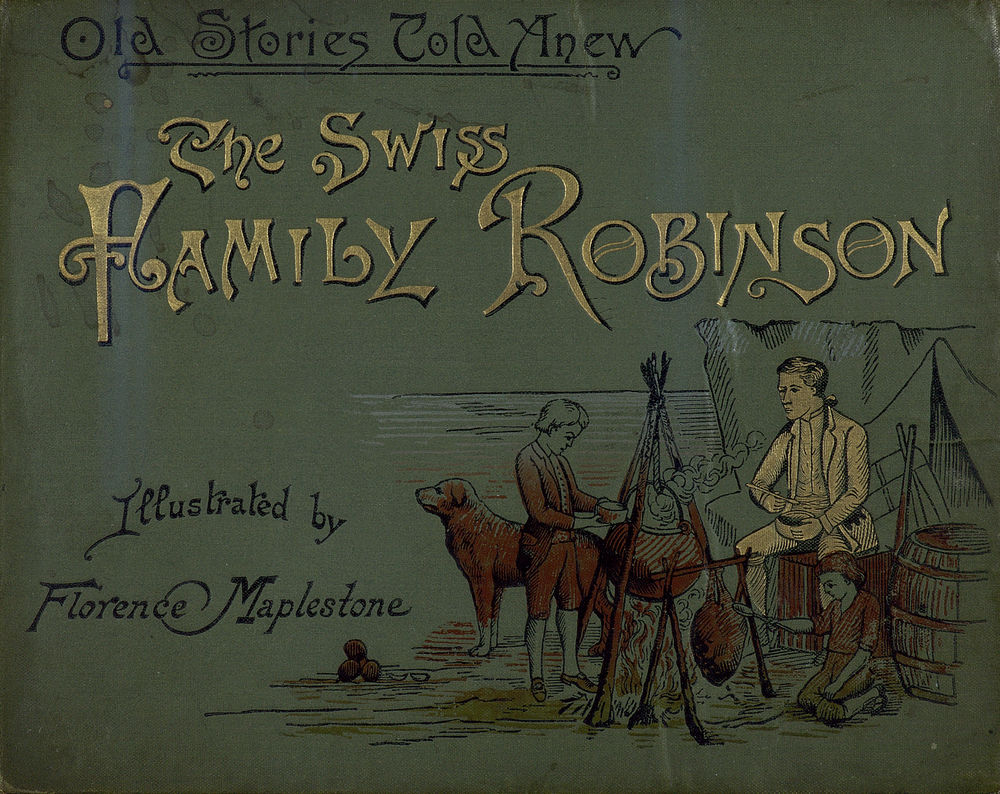 Old Stories Told Anew
The Swiss
Family Robinson
Illustrated by
Florence Maplestone